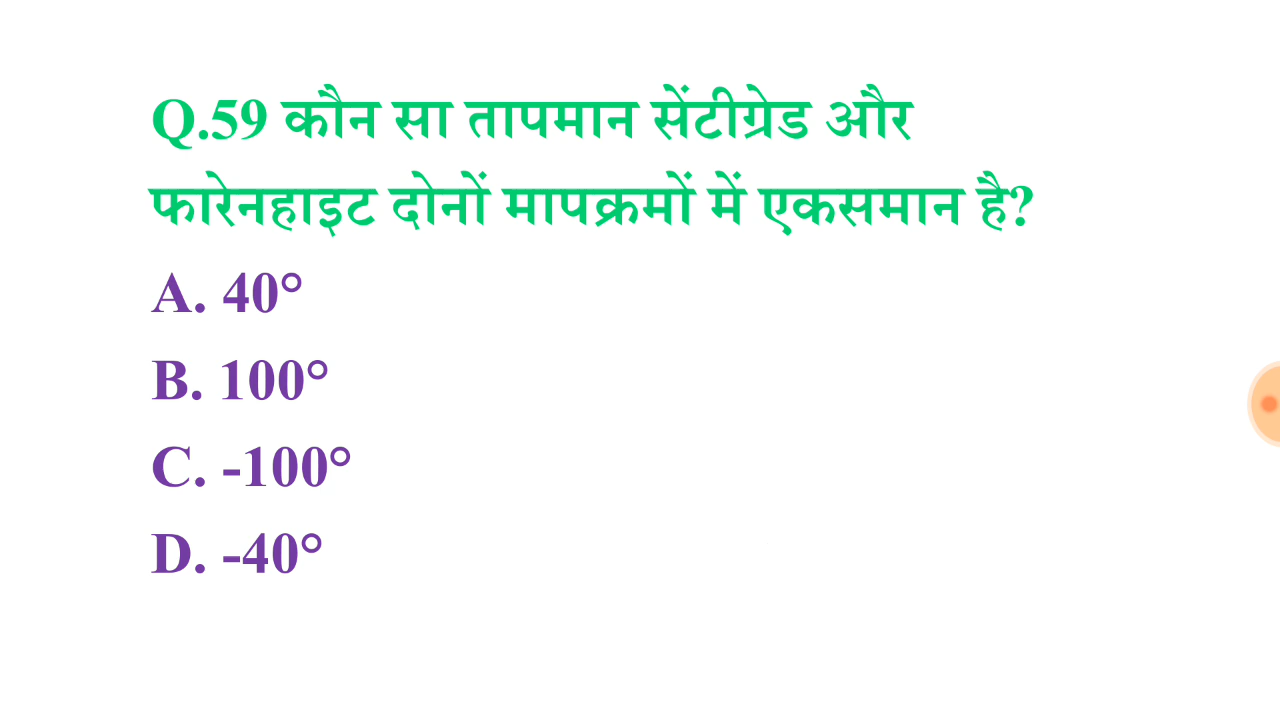 Q.59 कौन सा तापमान सेंटीग्रेड और
फारेनहाइट दोनों मापक्रमों में एकसमान है?
A. 40°
B. 100°
C. -100°
D. -40°